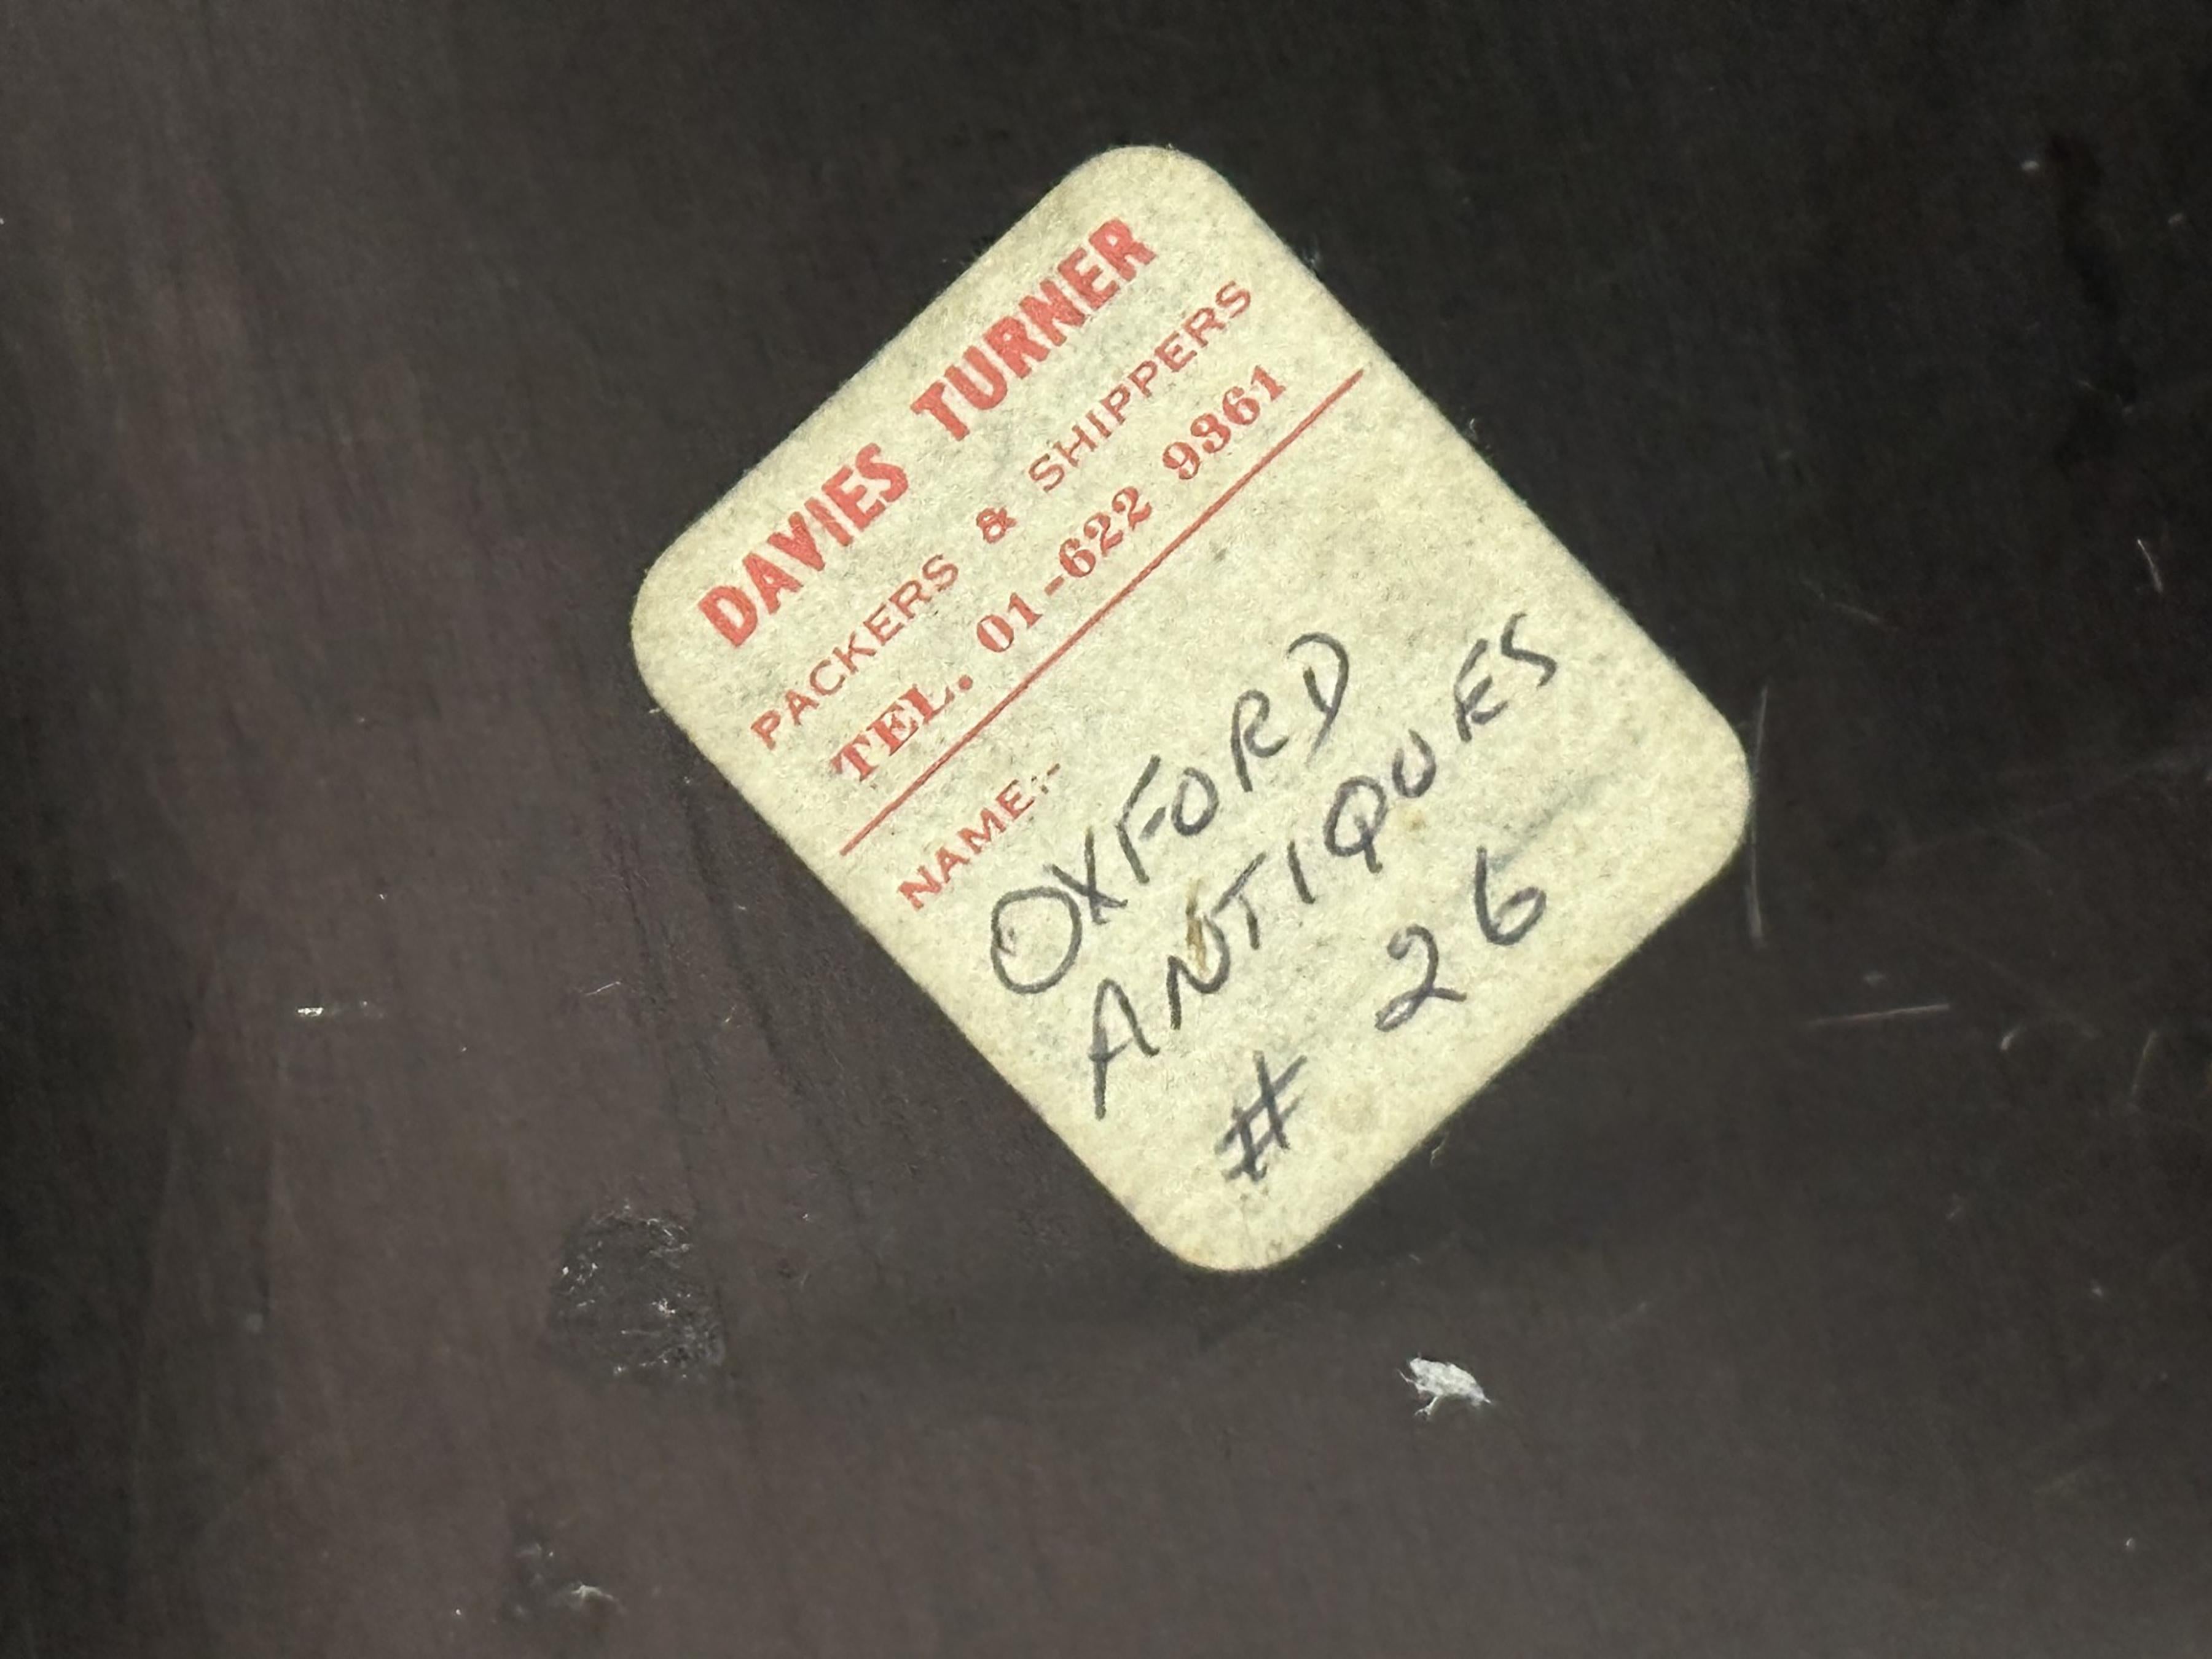 DAVIES TURNER
PACKERS & SHIPPERS
TEL. 01-622 9361
NAME:-
OXFORD
ANTIQUES
# 26